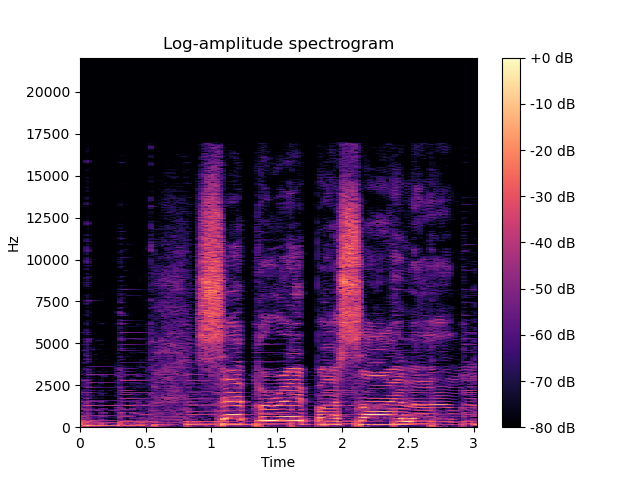 Log-amplitude spectrogram
Hz
20000
17500
15000
12500
10000
7500
5000
2500
0
0
0.5
1
1.5
2
2.5
3
Time
+0 dB
-10 dB
-20 dB
-30 dB
-40 dB
-50 dB
-60 dB
-70 dB
-80 dB